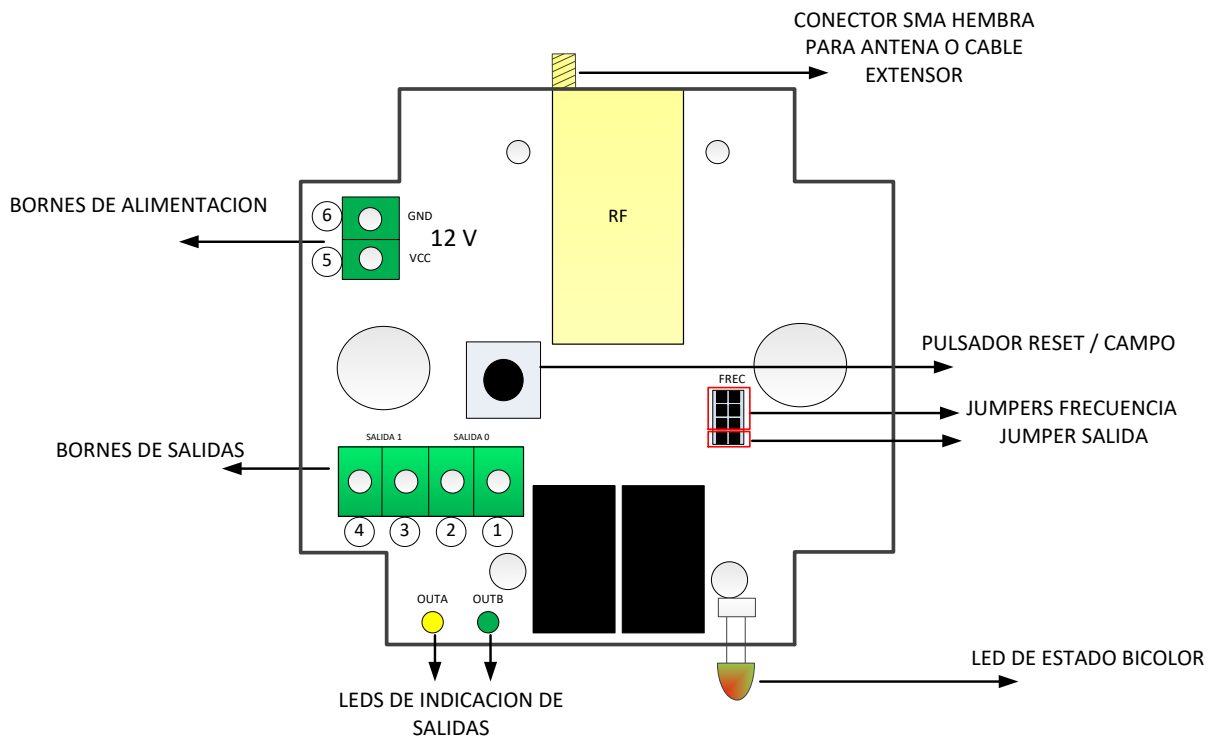 CONECTOR SMA HEMBRA
PARA ANTENA O CABLE
EXTENSOR
BORNES DE ALIMENTACION
6
GND
12 V
5
VCC
RF
PULSADOR RESET / CAMPO
FREC
JUMPERS FRECUENCIA
JUMPER SALIDA
BORNES DE SALIDAS
SALIDA 1
SALIDA 0
4
3
2
1
OUTA
OUTB
LED DE ESTADO BICOLOR
LEDS DE INDICACION DE
SALIDAS